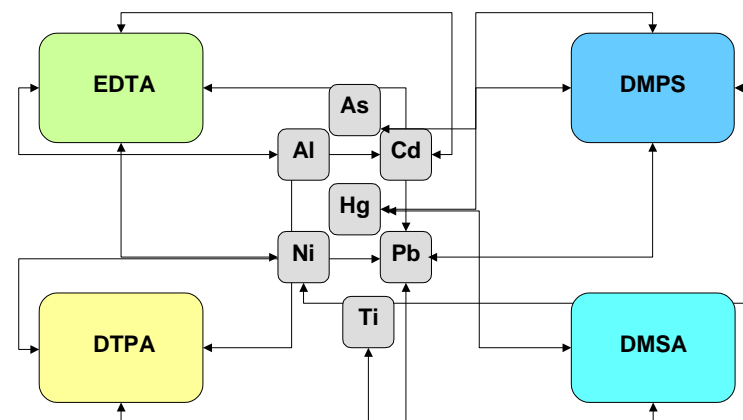 EDTA
DMPS
As
Al
Cd
Hg
Ni
Pb
Ti
DTPA
DMSA